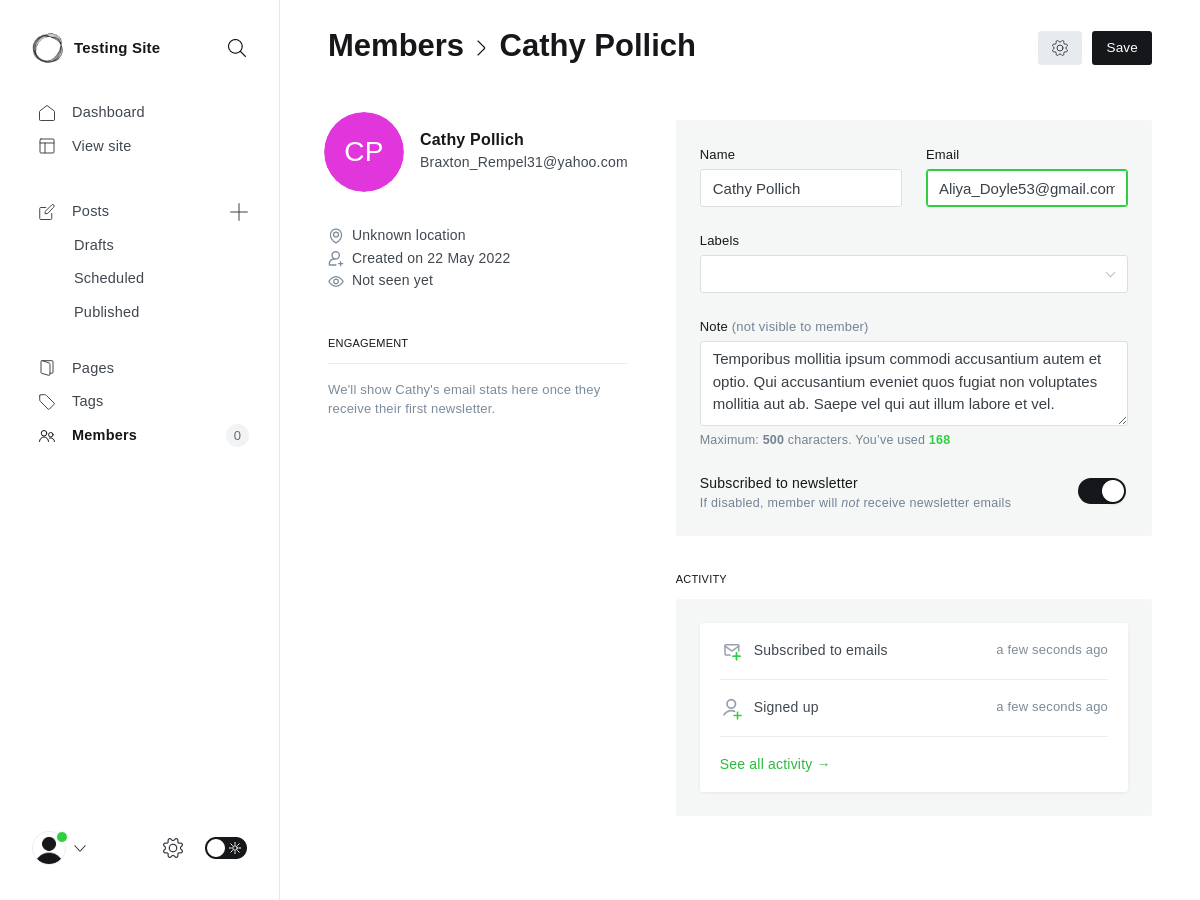 Testing Site
Dashboard
View site
Posts
Drafts
Scheduled
Published
Pages
Tags
Members
0
Members
Cathy Pollich
Save
CP
Cathy Pollich
Braxton_Rempel31@yahoo.com
Unknown location
Created on 22 May 2022
Not seen yet
ENGAGEMENT
We'll show Cathy's email stats here once they
receive their first newsletter.
Name
Email
Cathy Pollich
Aliya_Doyle53@gmail.com
Labels
Note (not visible to member)
Temporibus mollitia ipsum commodi accusantium autem et
optio. Qui accusantium eveniet quos fugiat non voluptates
mollitia aut ab. Saepe vel qui aut illum labore et vel.
Maximum: 500 characters. You've used 168
Subscribed to newsletter
If disabled, member will not receive newsletter emails
ACTIVITY
Subscribed to emails
a few seconds ago
Signed up
a few seconds ago
See all activity →